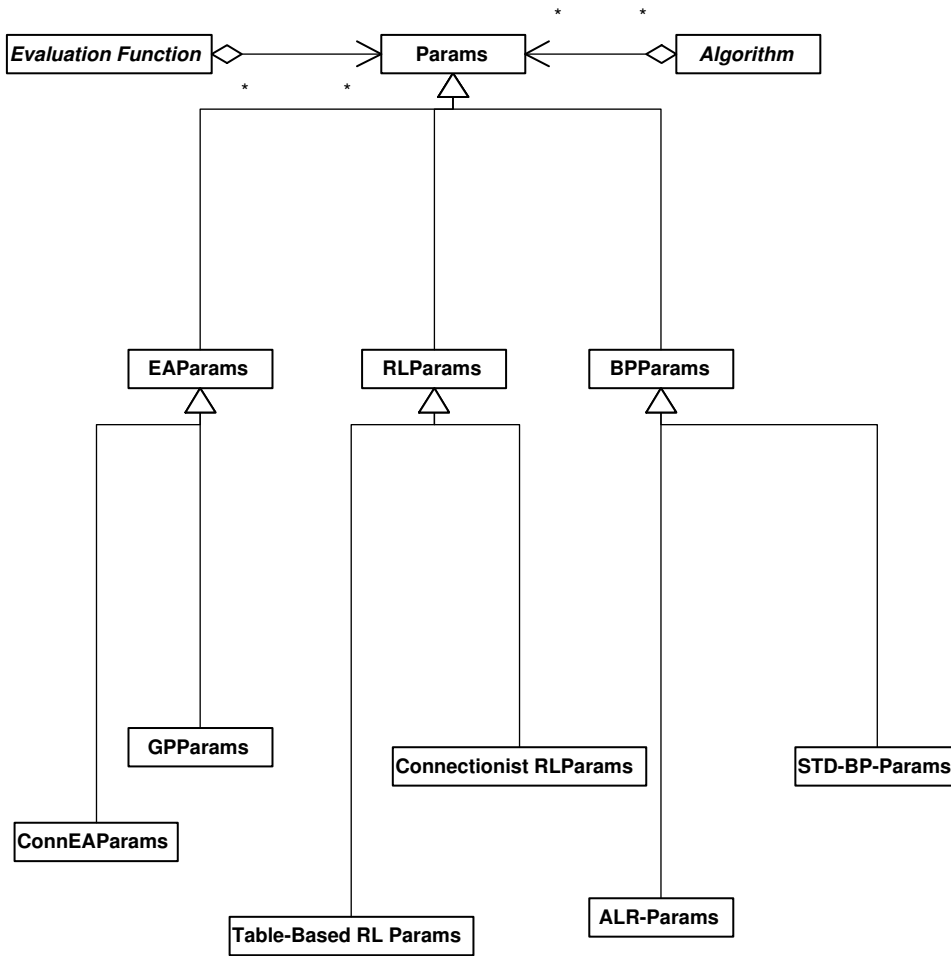 * *
Evaluation Function Params Algorithm
* *
EAParams RLParams BPParams
GPParams
Connectionist RLParams STD-BP-Params
ConnEAParams
ALR-Params
Table-Based RL Params